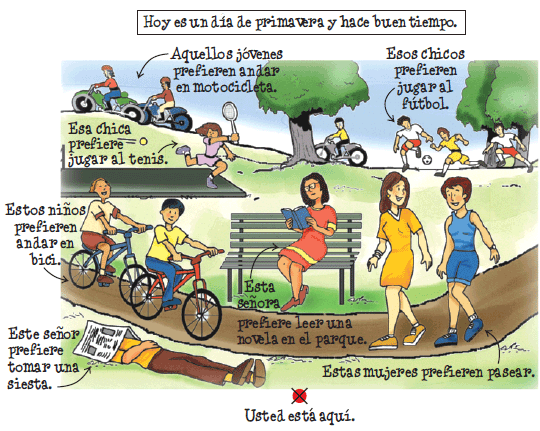 Hoy es un día de primavera y hace buen tiempo.
Aquellos jóvenes
prefieren andar
en motocicleta.
Esos chicos
prefieren
jugar al
fútbol.
Esa chica
prefiere
jugar al tenis.
Estos niños
prefieren
andar en
bici.
Esta
señora
prefiere leer una
novela en el parque.
Este señor
prefiere
tomar una
siesta.
Estas mujeres prefieren pasear.
Usted está aquí.